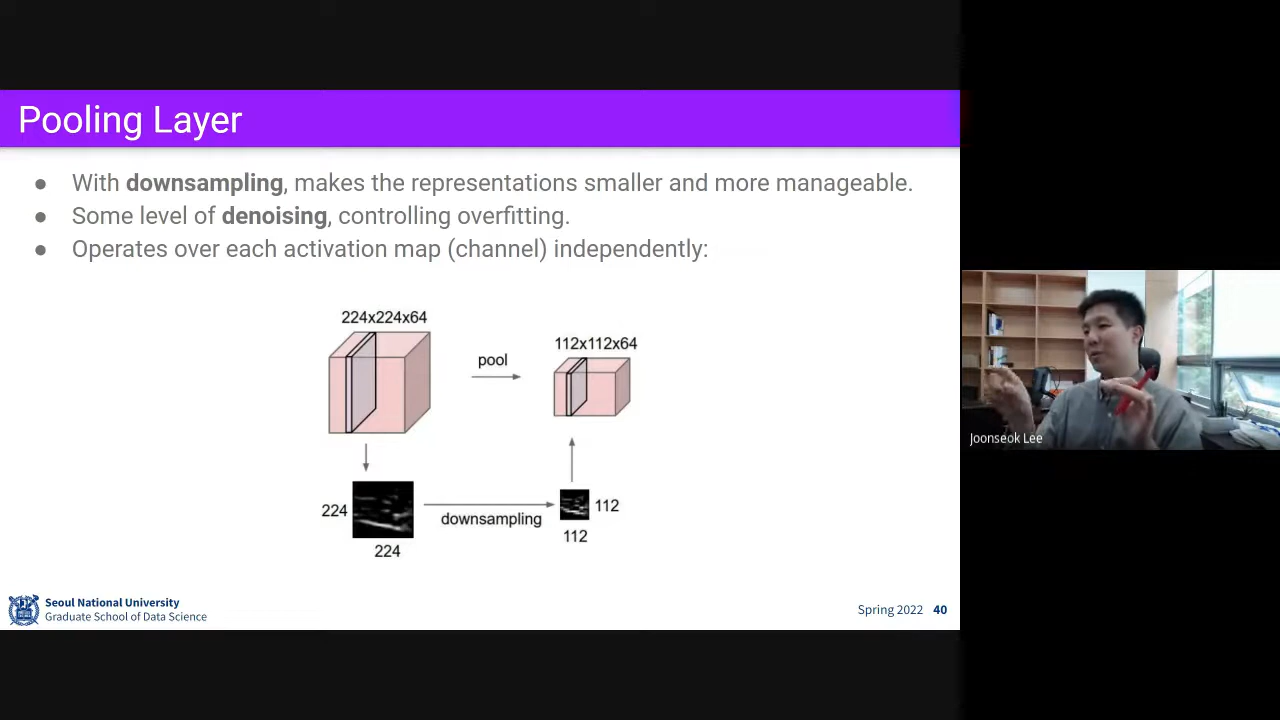 Pooling Layer
● With downsampling, makes the representations smaller and more manageable.
● Some level of denoising, controlling overfitting.
● Operates over each activation map (channel) independently:
224x224x64
pool
112x112x64
224
224
downsampling
112
112
Seoul National University
Graduate School of Data Science
Spring 2022 40
Joonseok Lee